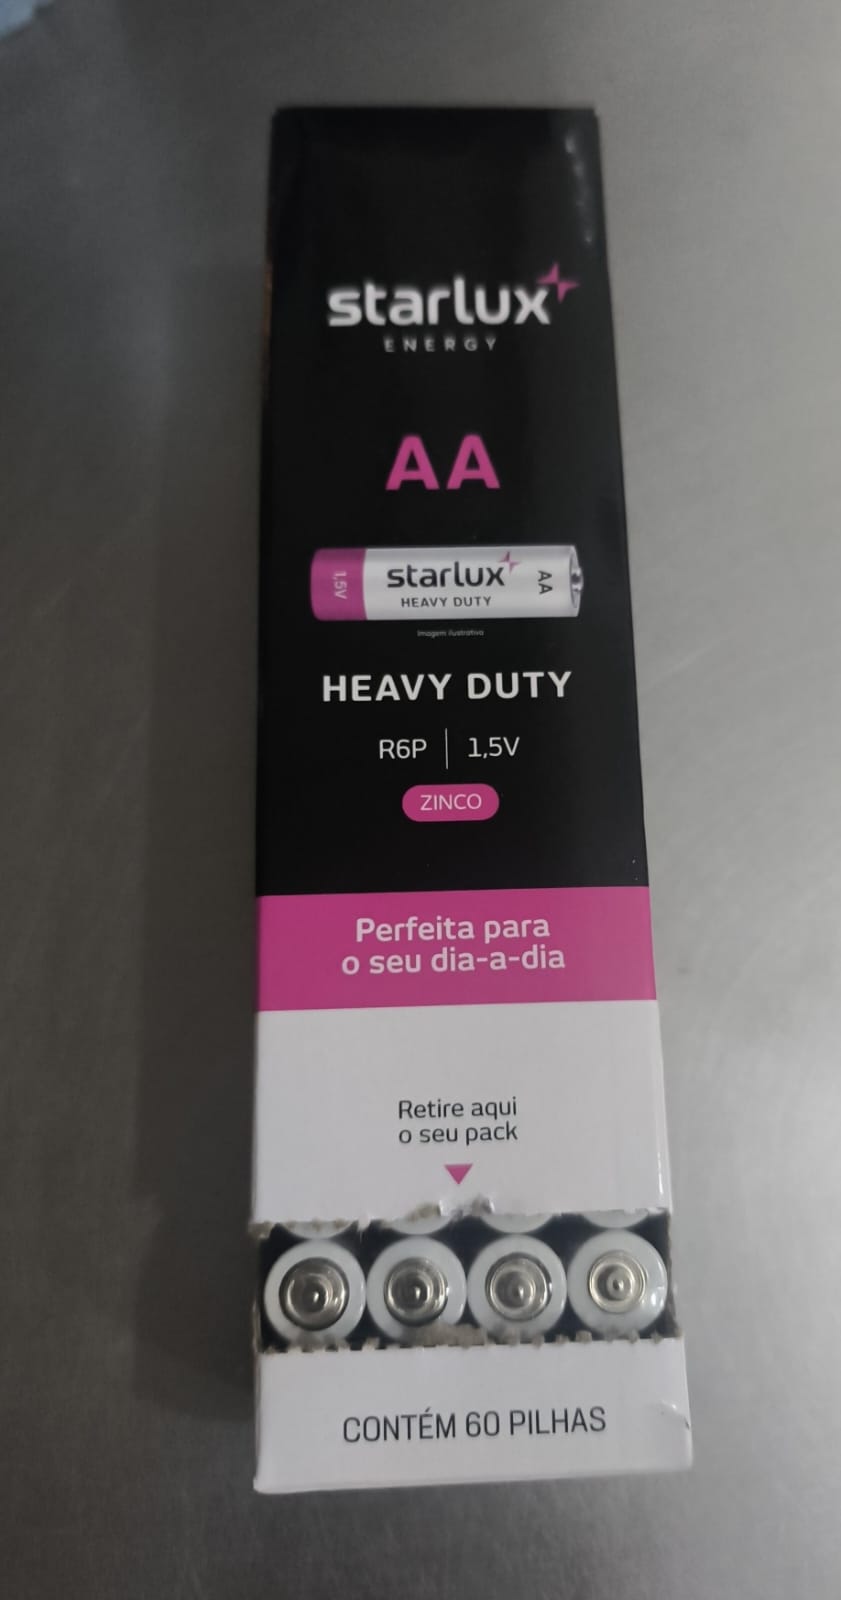 starlux
ENERGY
AA
1,5V
starlux
HEAVY DUTY
AA
Imagem ilustrativa
HEAVY DUTY
R6P | 1,5V
ZINCO
Perfeita para
o seu dia-a-dia
Retire aqui
o seu pack
CONTÉM 60 PILHAS